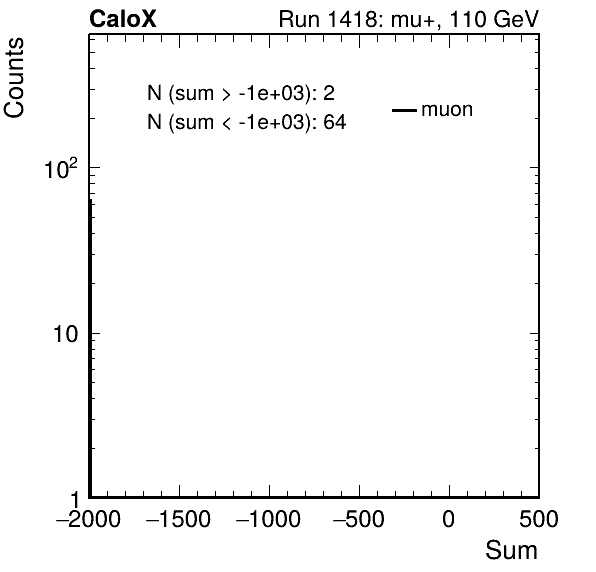 CaloX Run 1418: mu+, 110 GeV
Counts
N (sum > -1e+03): 2
N (sum < -1e+03): 64
muon
10²
10
1
−2000 −1500 −1000 −500 0 500
Sum